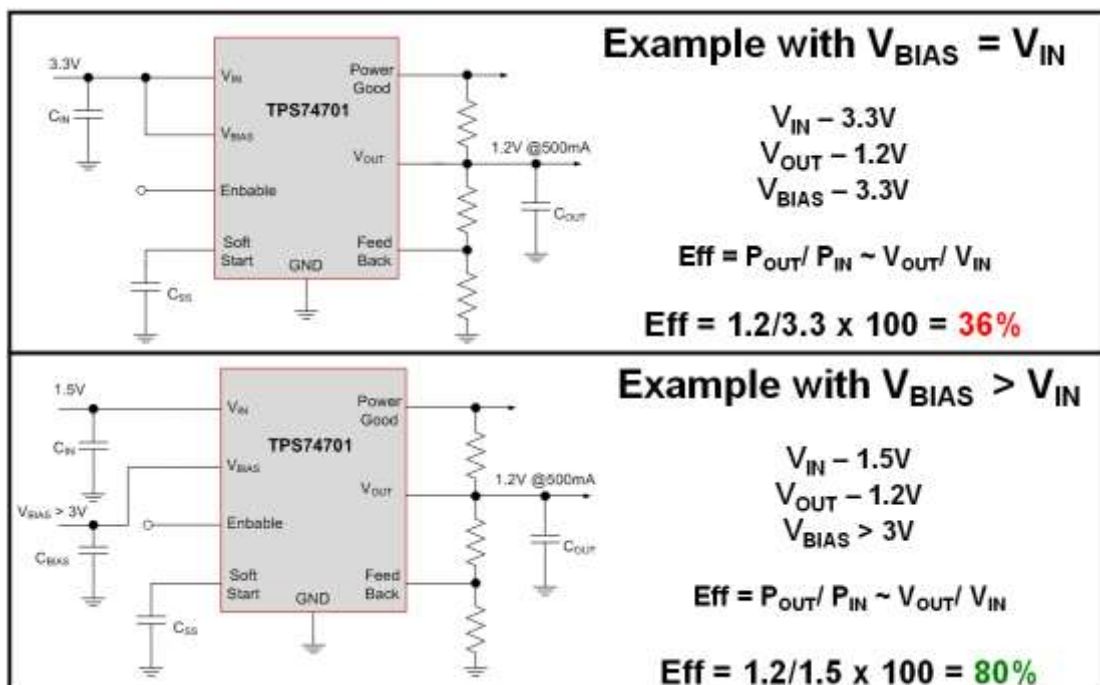 Example with VBIAS = VIN
3.3V
CIN
VIN
VBIAS
Enbable
Soft
Start
CSS
TPS74701
GND
Power
Good
VOUT
Feed
Back
1.2V @500mA
COUT
VIN – 3.3V
VOUT – 1.2V
VBIAS – 3.3V
Eff = POUT/ PIN ~ VOUT/ VIN
Eff = 1.2/3.3 x 100 = 36%
Example with VBIAS > VIN
1.5V
CIN
VBIAS > 3V
CBIAS
VIN
VBIAS
Enbable
Soft
Start
CSS
TPS74701
GND
Power
Good
VOUT
Feed
Back
1.2V @500mA
COUT
VIN – 1.5V
VOUT – 1.2V
VBIAS > 3V
Eff = POUT/ PIN ~ VOUT/ VIN
Eff = 1.2/1.5 x 100 = 80%